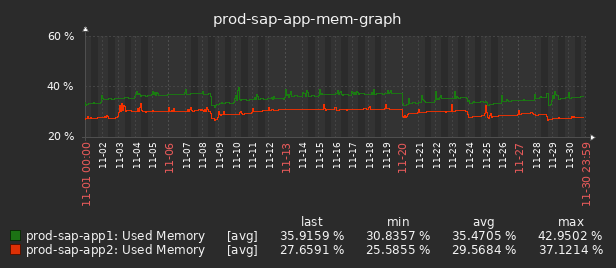 prod-sap-app-mem-graph
60 %
40 %
20 %
11-01 00:00 11-02 11-03 11-04 11-05 11-06 11-07 11-08 11-09 11-10 11-11 11-12 11-13 11-14 11-15 11-16 11-17 11-18 11-19 11-20 11-21 11-22 11-23 11-24 11-25 11-26 11-27 11-28 11-29 11-30 11-30 23:59
last min avg max
prod-sap-app1: Used Memory [avg] 35.9159 % 30.8357 % 35.4705 % 42.9502 %
prod-sap-app2: Used Memory [avg] 27.6591 % 25.5855 % 29.5684 % 37.1214 %